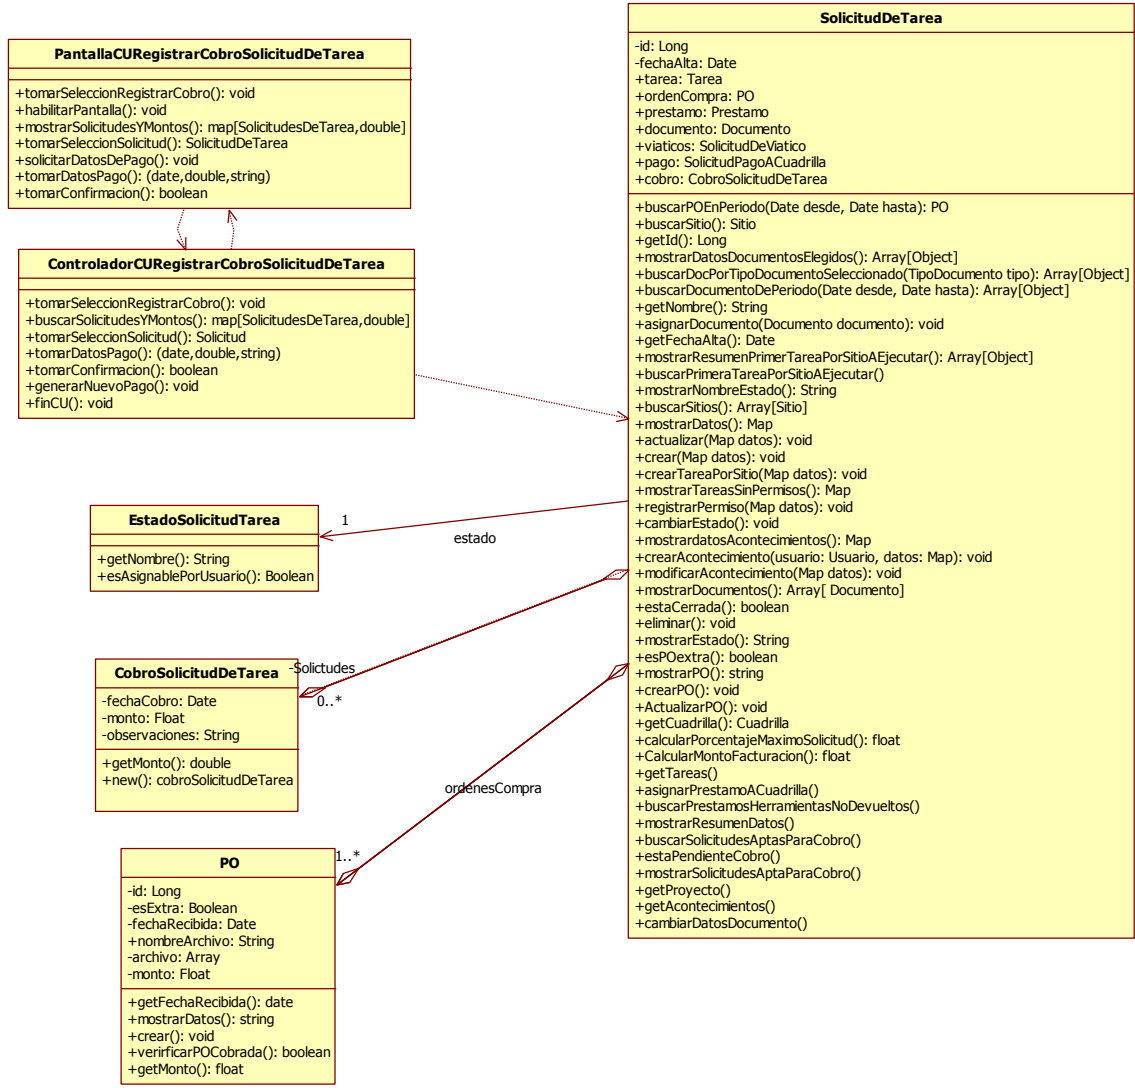 PantallaCURegistrarCobroSolicitudDeTarea
+tomarSeleccionRegistrarCobro(): void
+habilitarPantalla(): void
+mostrarSolicitudesYMontos(): map[SolicitudesDeTarea,double]
+tomarSeleccionSolicitud(): SolicitudDeTarea
+solicitarDatosDePago(): void
+tomarDatosPago(): (date,double,string)
+tomarConfirmacion(): boolean
ControladorCURegistrarCobroSolicitudDeTarea
+tomarSeleccionRegistrarCobro(): void
+buscarSolicitudesYMontos(): map[SolicitudesDeTarea,double]
+tomarSeleccionSolicitud(): Solicitud
+tomarDatosPago(): (date,double,string)
+tomarConfirmacion(): boolean
+generarNuevoPago(): void
+finCU(): void
EstadoSolicitudTarea
+getNombre(): String
+esAsignablePorUsuario(): Boolean
1
estado
CobroSolicitudDeTarea
-fechaCobro: Date
-monto: Float
-observaciones: String
+getMonto(): double
+new(): cobroSolicitudDeTarea
-Solictudes
0..*
ordenesCompra
1..*
PO
-id: Long
-esExtra: Boolean
-fechaRecibida: Date
+nombreArchivo: String
-archivo: Array
-monto: Float
+getFechaRecibida(): date
+mostrarDatos(): string
+crear(): void
+verirficarPOCobrada(): boolean
+getMonto(): float
SolicitudDeTarea
-id: Long
-fechaAlta: Date
+tarea: Tarea
+ordenCompra: PO
+prestamo: Prestamo
+documento: Documento
+viaticos: SolicitudDeViatico
+pago: SolicitudPagoACuadrilla
+cobro: CobroSolicitudDeTarea
+buscarPOEnPeriodo(Date desde, Date hasta): PO
+buscarSitio(): Sitio
+getId(): Long
+mostrarDatosDocumentosElegidos(): Array[Object]
+buscarDocPorTipoDocumentoSeleccionado(TipoDocumento tipo): Array[Object]
+buscarDocumentoDePeriodo(Date desde, Date hasta): Array[Object]
+getNombre(): String
+asignarDocumento(Documento documento): void
+getFechaAlta(): Date
+mostrarResumenPrimerTareaPorSitioAEjecutar(): Array[Object]
+buscarPrimeraTareaPorSitioAEjecutar()
+mostrarNombreEstado(): String
+buscarSitios(): Array[Sitio]
+mostrarDatos(): Map
+actualizar(Map datos): void
+crear(Map datos): void
+crearTareaPorSitio(Map datos): void
+mostrarTareasSinPermisos(): Map
+registrarPermiso(Map datos): void
+cambiarEstado(): void
+mostrardatosAcontecimientos(): Map
+crearAcontecimiento(usuario: Usuario, datos: Map): void
+modificarAcontecimiento(Map datos): void
+mostrarDocumentos(): Array[ Documento]
+estaCerrada(): boolean
+eliminar(): void
+mostrarEstado(): String
+esPOextra(): boolean
+mostrarPO(): string
+crearPO(): void
+ActualizarPO(): void
+getCuadrilla(): Cuadrilla
+calcularPorcentajeMaximoSolicitud(): float
+CalcularMontoFacturacion(): float
+getTareas()
+asignarPrestamoACuadrilla()
+buscarPrestamosHerramientasNoDevueltos()
+mostrarResumenDatos()
+buscarSolicitudesAptasParaCobro()
+estaPendienteCobro()
+mostrarSolicitudesAptaParaCobro()
+getProyecto()
+getAcontecimientos()
+cambiarDatosDocumento()